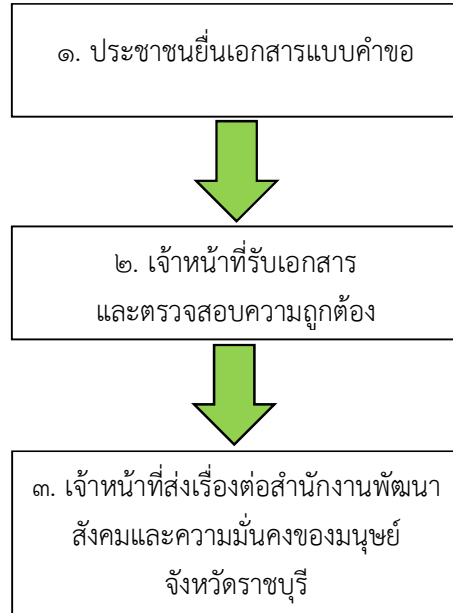 ๑. ประชาชนยื่นเอกสารแบบคำขอ
๒. เจ้าหน้าที่รับเอกสาร
และตรวจสอบความถูกต้อง
๓. เจ้าหน้าที่ส่งเรื่องต่อสำนักงานพัฒนา
สังคมและความมั่นคงของมนุษย์
จังหวัดราชบุรี